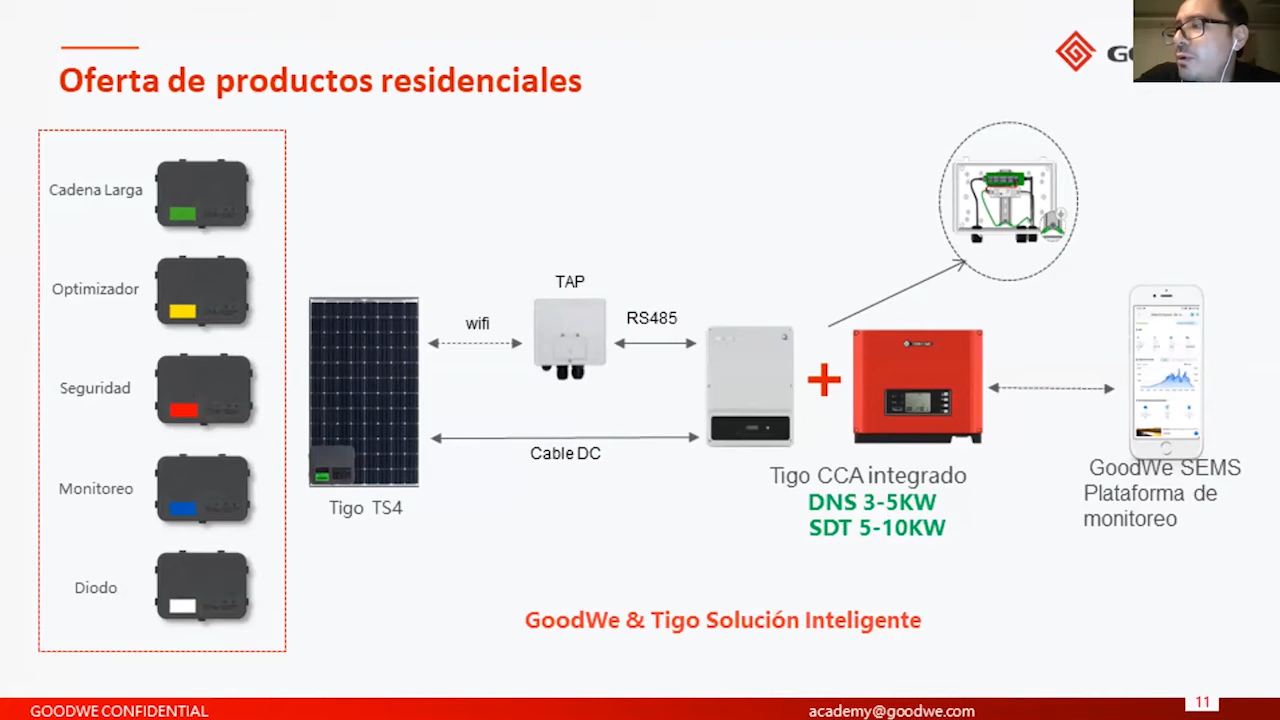 Oferta de productos residenciales
GO
Cadena Larga
Optimizador
Seguridad
Monitoreo
Diodo
wifi
TAP
RS485
Cable DC
Tigo TS4
Tigo CCA integrado
DNS 3-5KW
SDT 5-10KW
GoodWe SEMS
Plataforma de
monitoreo
GoodWe & Tigo Solución Inteligente
GOODWE CONFIDENTIAL
academy@goodwe.com
11